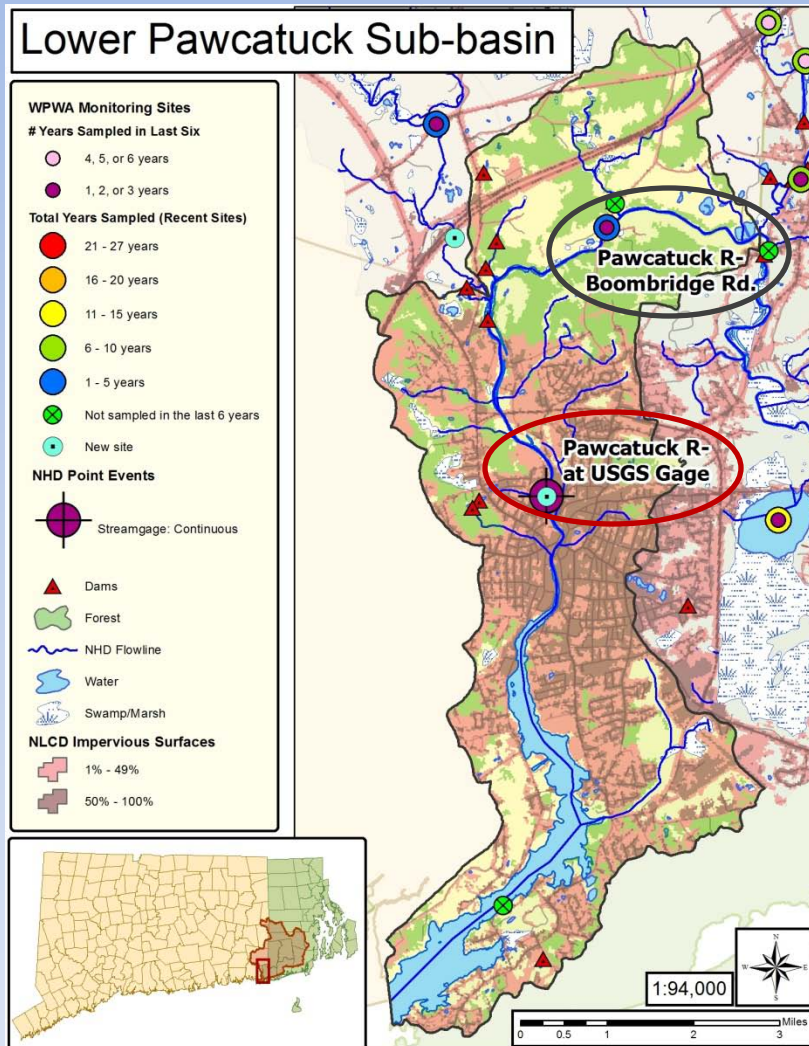 Lower Pawcatuck Sub-basin
WPWA Monitoring Sites
# Years Sampled in Last Six
4, 5, or 6 years
1, 2, or 3 years
Total Years Sampled (Recent Sites)
21 - 27 years
16 - 20 years
11 - 15 years
6 - 10 years
1 - 5 years
Not sampled in the last 6 years
New site
NHD Point Events
Streamgage: Continuous
Dams
Forest
NHD Flowline
Water
Swamp/Marsh
NLCD Impervious Surfaces
1% - 49%
50% - 100%
Pawcatuck R-
Boombridge Rd.
Pawcatuck R-
at USGS Gage
N
W E
S
1:94,000
Miles
0 0.5 1 2 3